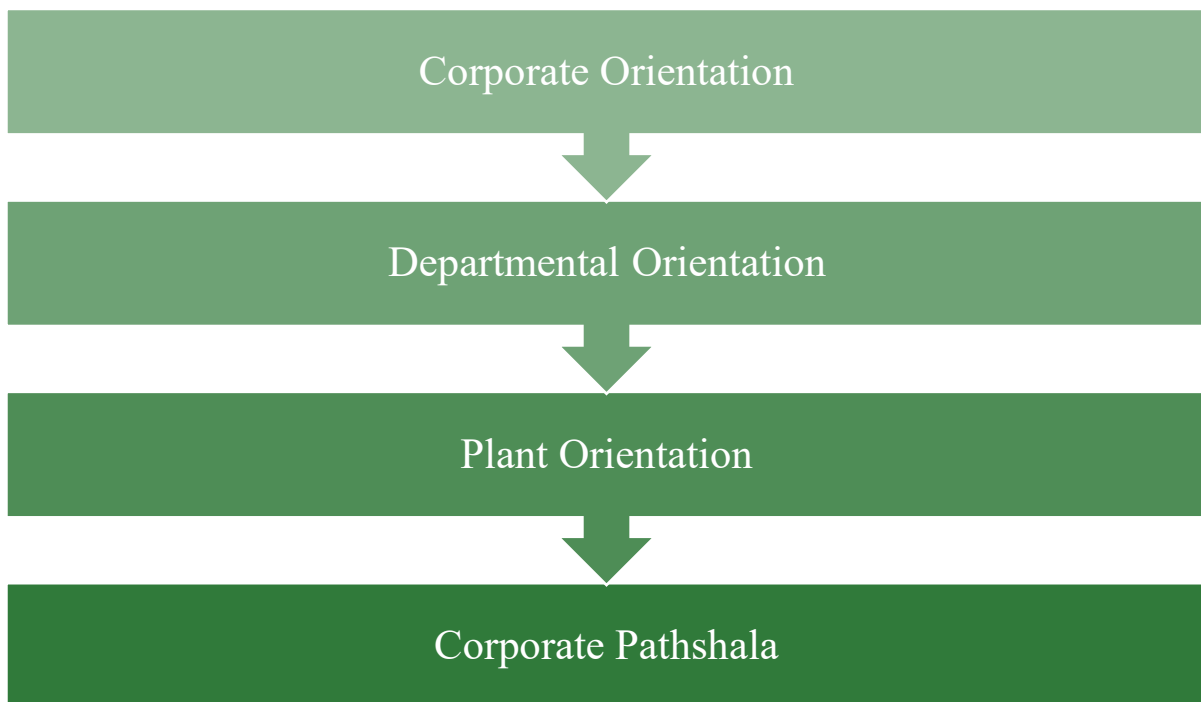 Corporate Orientation
Departmental Orientation
Plant Orientation
Corporate Pathshala